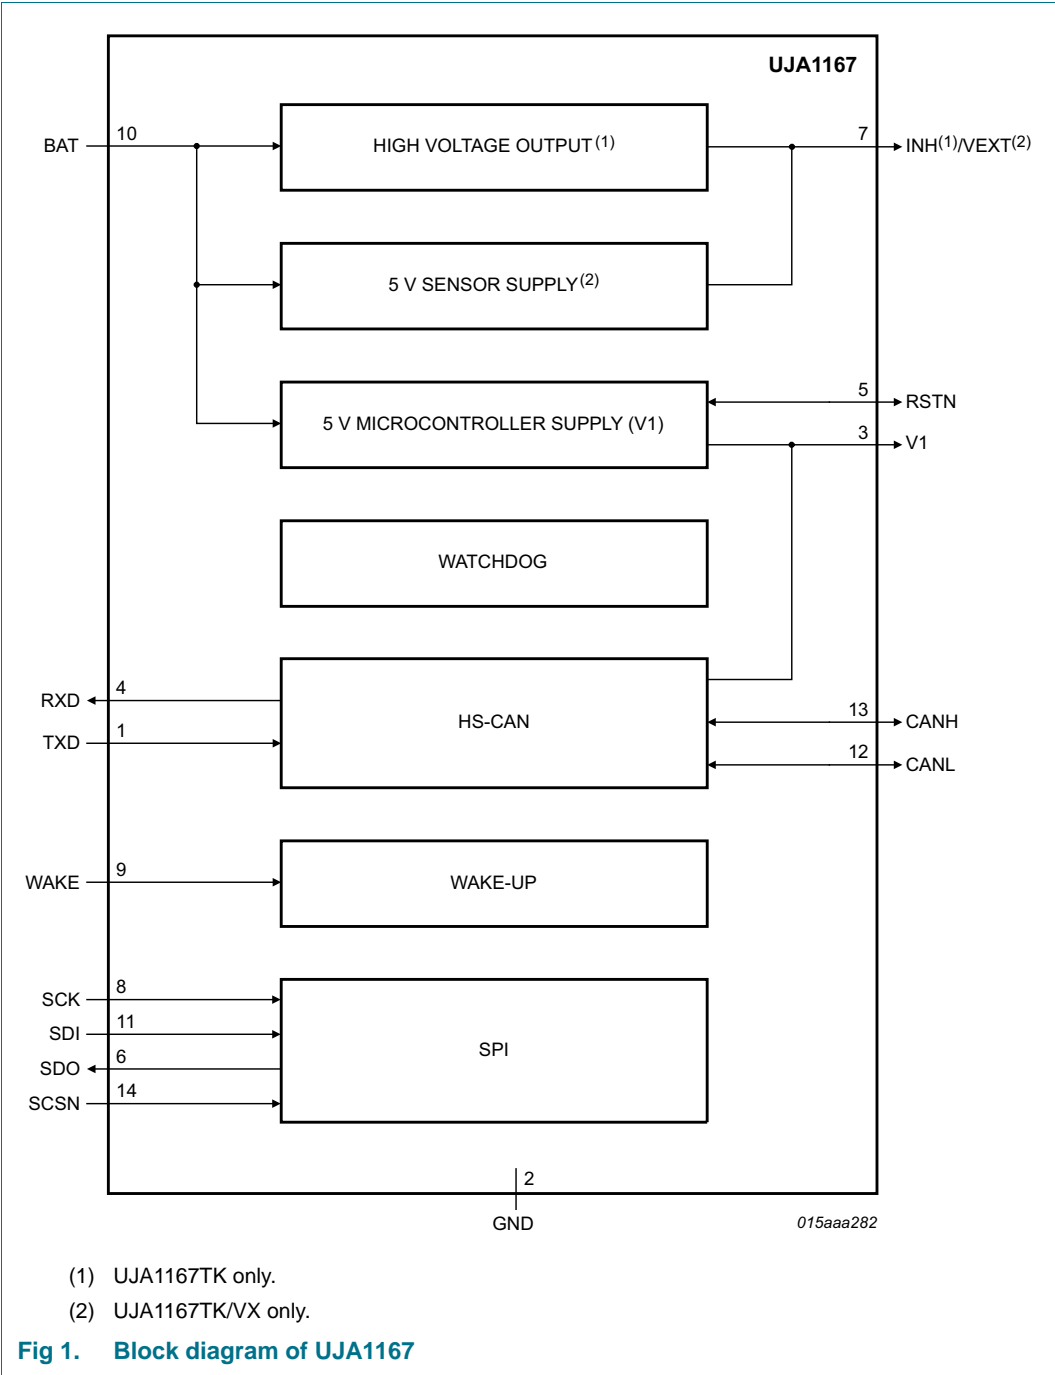 UJA1167
BAT 10 HIGH VOLTAGE OUTPUT(1) 7 INH(1)/VEXT(2)
5 V SENSOR SUPPLY(2)
5 RSTN
5 V MICROCONTROLLER SUPPLY (V1)
3 V1
WATCHDOG
RXD 4
HS-CAN
13 CANH
TXD 1
12 CANL
WAKE 9 WAKE-UP
SCK 8
SDI 11
SPI
SDO 6
SCSN 14
2
GND
015aaa282
(1) UJA1167TK only.
(2) UJA1167TK/VX only.
Fig 1. Block diagram of UJA1167